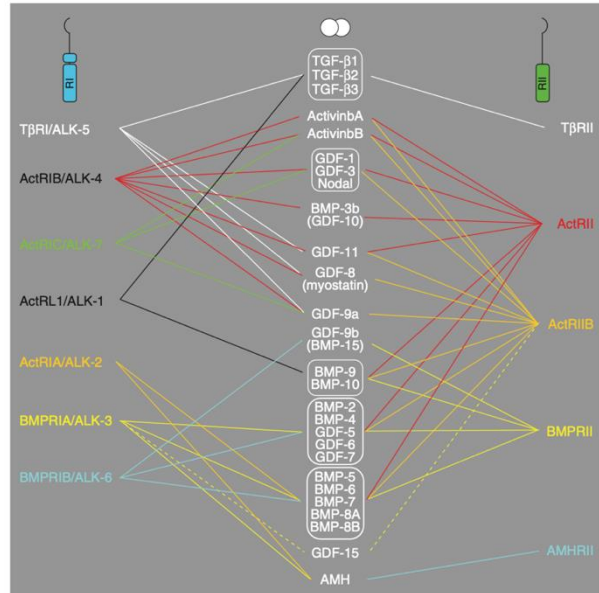 RI
RII
TβRI/ALK-5
ActRIB/ALK-4
ActRIC/ALK-7
ActRL1/ALK-1
ActRIA/ALK-2
BMPRIA/ALK-3
BMPRIB/ALK-6
TGF-β1
TGF-β2
TGF-β3
ActivinbA
ActivinbB
GDF-1
GDF-3
Nodal
BMP-3b
(GDF-10)
GDF-11
GDF-8
(myostatin)
GDF-9a
GDF-9b
(BMP-15)
BMP-9
BMP-10
BMP-2
BMP-4
GDF-5
GDF-6
GDF-7
BMP-5
BMP-6
BMP-7
BMP-8A
BMP-8B
GDF-15
AMH
TβRII
ActRII
ActRIIB
BMPRII
AMHRII